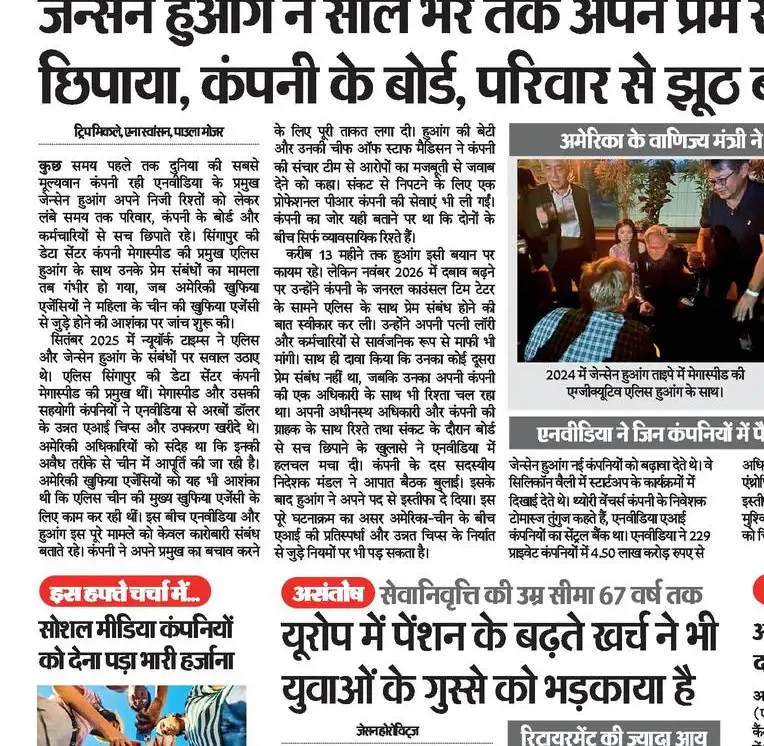 जेन्सेन हुआंग ने साल भर तक अपने प्रेम
छिपाया, कंपनी के बोर्ड, परिवार से झूठ
ट्रिप मिकले, एना स्वांसन, पाउला मोजर
कुछ समय पहले तक दुनिया की सबसे
मूल्यवान कंपनी रही एनवीडिया के प्रमुख
जेन्सेन हुआंग अपने निजी रिश्तों को लेकर
लंबे समय तक परिवार, कंपनी के बोर्ड और
कर्मचारियों से सच छिपाते रहे। सिंगापुर की
डेटा सेंटर कंपनी मेगास्पीड की प्रमुख एलिस
हुआंग के साथ उनके प्रेम संबंधों का मामला
तब गंभीर हो गया, जब अमेरिकी खुफिया
एजेंसियों ने महिला के चीन की खुफिया एजेंसी
से जुड़े होने की आशंका पर जांच शुरू की।
सितंबर 2025 में न्यूयॉर्क टाइम्स ने एलिस
और जेन्सेन हुआंग के संबंधों पर सवाल उठाए
थे। एलिस सिंगापुर की डेटा सेंटर कंपनी
मेगास्पीड की प्रमुख थीं। मेगास्पीड और उसकी
सहयोगी कंपनियों ने एनवीडिया से अरबों डॉलर
के उन्नत एआई चिप्स और उपकरण खरीदे थे।
अमेरिकी अधिकारियों को संदेह था कि इनकी
अवैध तरीके से चीन में आपूर्ति की जा रही है।
अमेरिकी खुफिया एजेंसियों को यह भी आशंका
थी कि एलिस चीन की मुख्य खुफिया एजेंसी के
लिए काम कर रही थीं। इस बीच एनवीडिया और
हुआंग इस पूरे मामले को केवल कारोबारी संबंध
बताते रहे। कंपनी ने अपने प्रमुख का बचाव करने
के लिए पूरी ताकत लगा दी। हुआंग की बेटी
और उनकी चीफ ऑफ स्टाफ मैडिसन ने कंपनी
की संचार टीम से आरोपों का मजबूती से जवाब
देने को कहा। संकट से निपटने के लिए एक
प्रोफेशनल पीआर कंपनी की सेवाएं भी ली गईं।
कंपनी का जोर यही बताने पर था कि दोनों के
बीच सिर्फ व्यावसायिक रिश्ते हैं।
करीब 13 महीने तक हुआंग इसी बयान पर
कायम रहे। लेकिन नवंबर 2026 में दबाव बढ़ने
पर उन्होंने कंपनी के जनरल काउंसल टिम टेटर
के सामने एलिस के साथ प्रेम संबंध होने की
बात स्वीकार कर ली। उन्होंने अपनी पत्नी लॉरी
और कर्मचारियों से सार्वजनिक रूप से माफी भी
मांगी। साथ ही दावा किया कि उनका कोई दूसरा
प्रेम संबंध नहीं था, जबकि उनका अपनी कंपनी
की एक अधिकारी के साथ भी रिश्ता चल रहा
था। अपनी अधीनस्थ अधिकारी और कंपनी की
ग्राहक के साथ रिश्ते तथा संकट के दौरान बोर्ड
से सच छिपाने के खुलासे ने एनवीडिया में
हलचल मचा दी। कंपनी के दस सदस्यीय
निदेशक मंडल ने आपात बैठक बुलाई। इसके
बाद हुआंग ने अपने पद से इस्तीफा दे दिया। इस
पूरे घटनाक्रम का असर अमेरिका-चीन के बीच
एआई की प्रतिस्पर्धा और उन्नत चिप्स के निर्यात
से जुड़े नियमों पर भी पड़ सकता है।
अमेरिका के वाणिज्य मंत्री ने
2024 में जेन्सेन हुआंग ताइपे में मेगास्पीड की
एग्जीक्यूटिव एलिस हुआंग के साथ।
एनवीडिया ने जिन कंपनियों में
जेन्सेन हुआंग नई कंपनियों को बढ़ावा देते थे। वे
सिलिकॉन वैली में स्टार्टअप के कार्यक्रमों में
दिखाई देते थे। थ्योरी वेंचर्स कंपनी के निवेशक
टोमास्ज तुंगुज कहते हैं, एनवीडिया एआई
कंपनियों का सेंट्रल बैंक था। एनवीडिया ने 229
प्राइवेट कंपनियों में 4.50 लाख करोड़ रुपए से
इस हफ्ते चर्चा में...
सोशल मीडिया कंपनियों
को देना पड़ा भारी हर्जाना
असंतोष सेवानिवृत्ति की उम्र सीमा 67 वर्ष तक
यूरोप में पेंशन के बढ़ते खर्च ने भी
युवाओं के गुस्से को भड़काया है
जेसन होरोविट्ज
रिटायरमेंट की ज्यादा आय